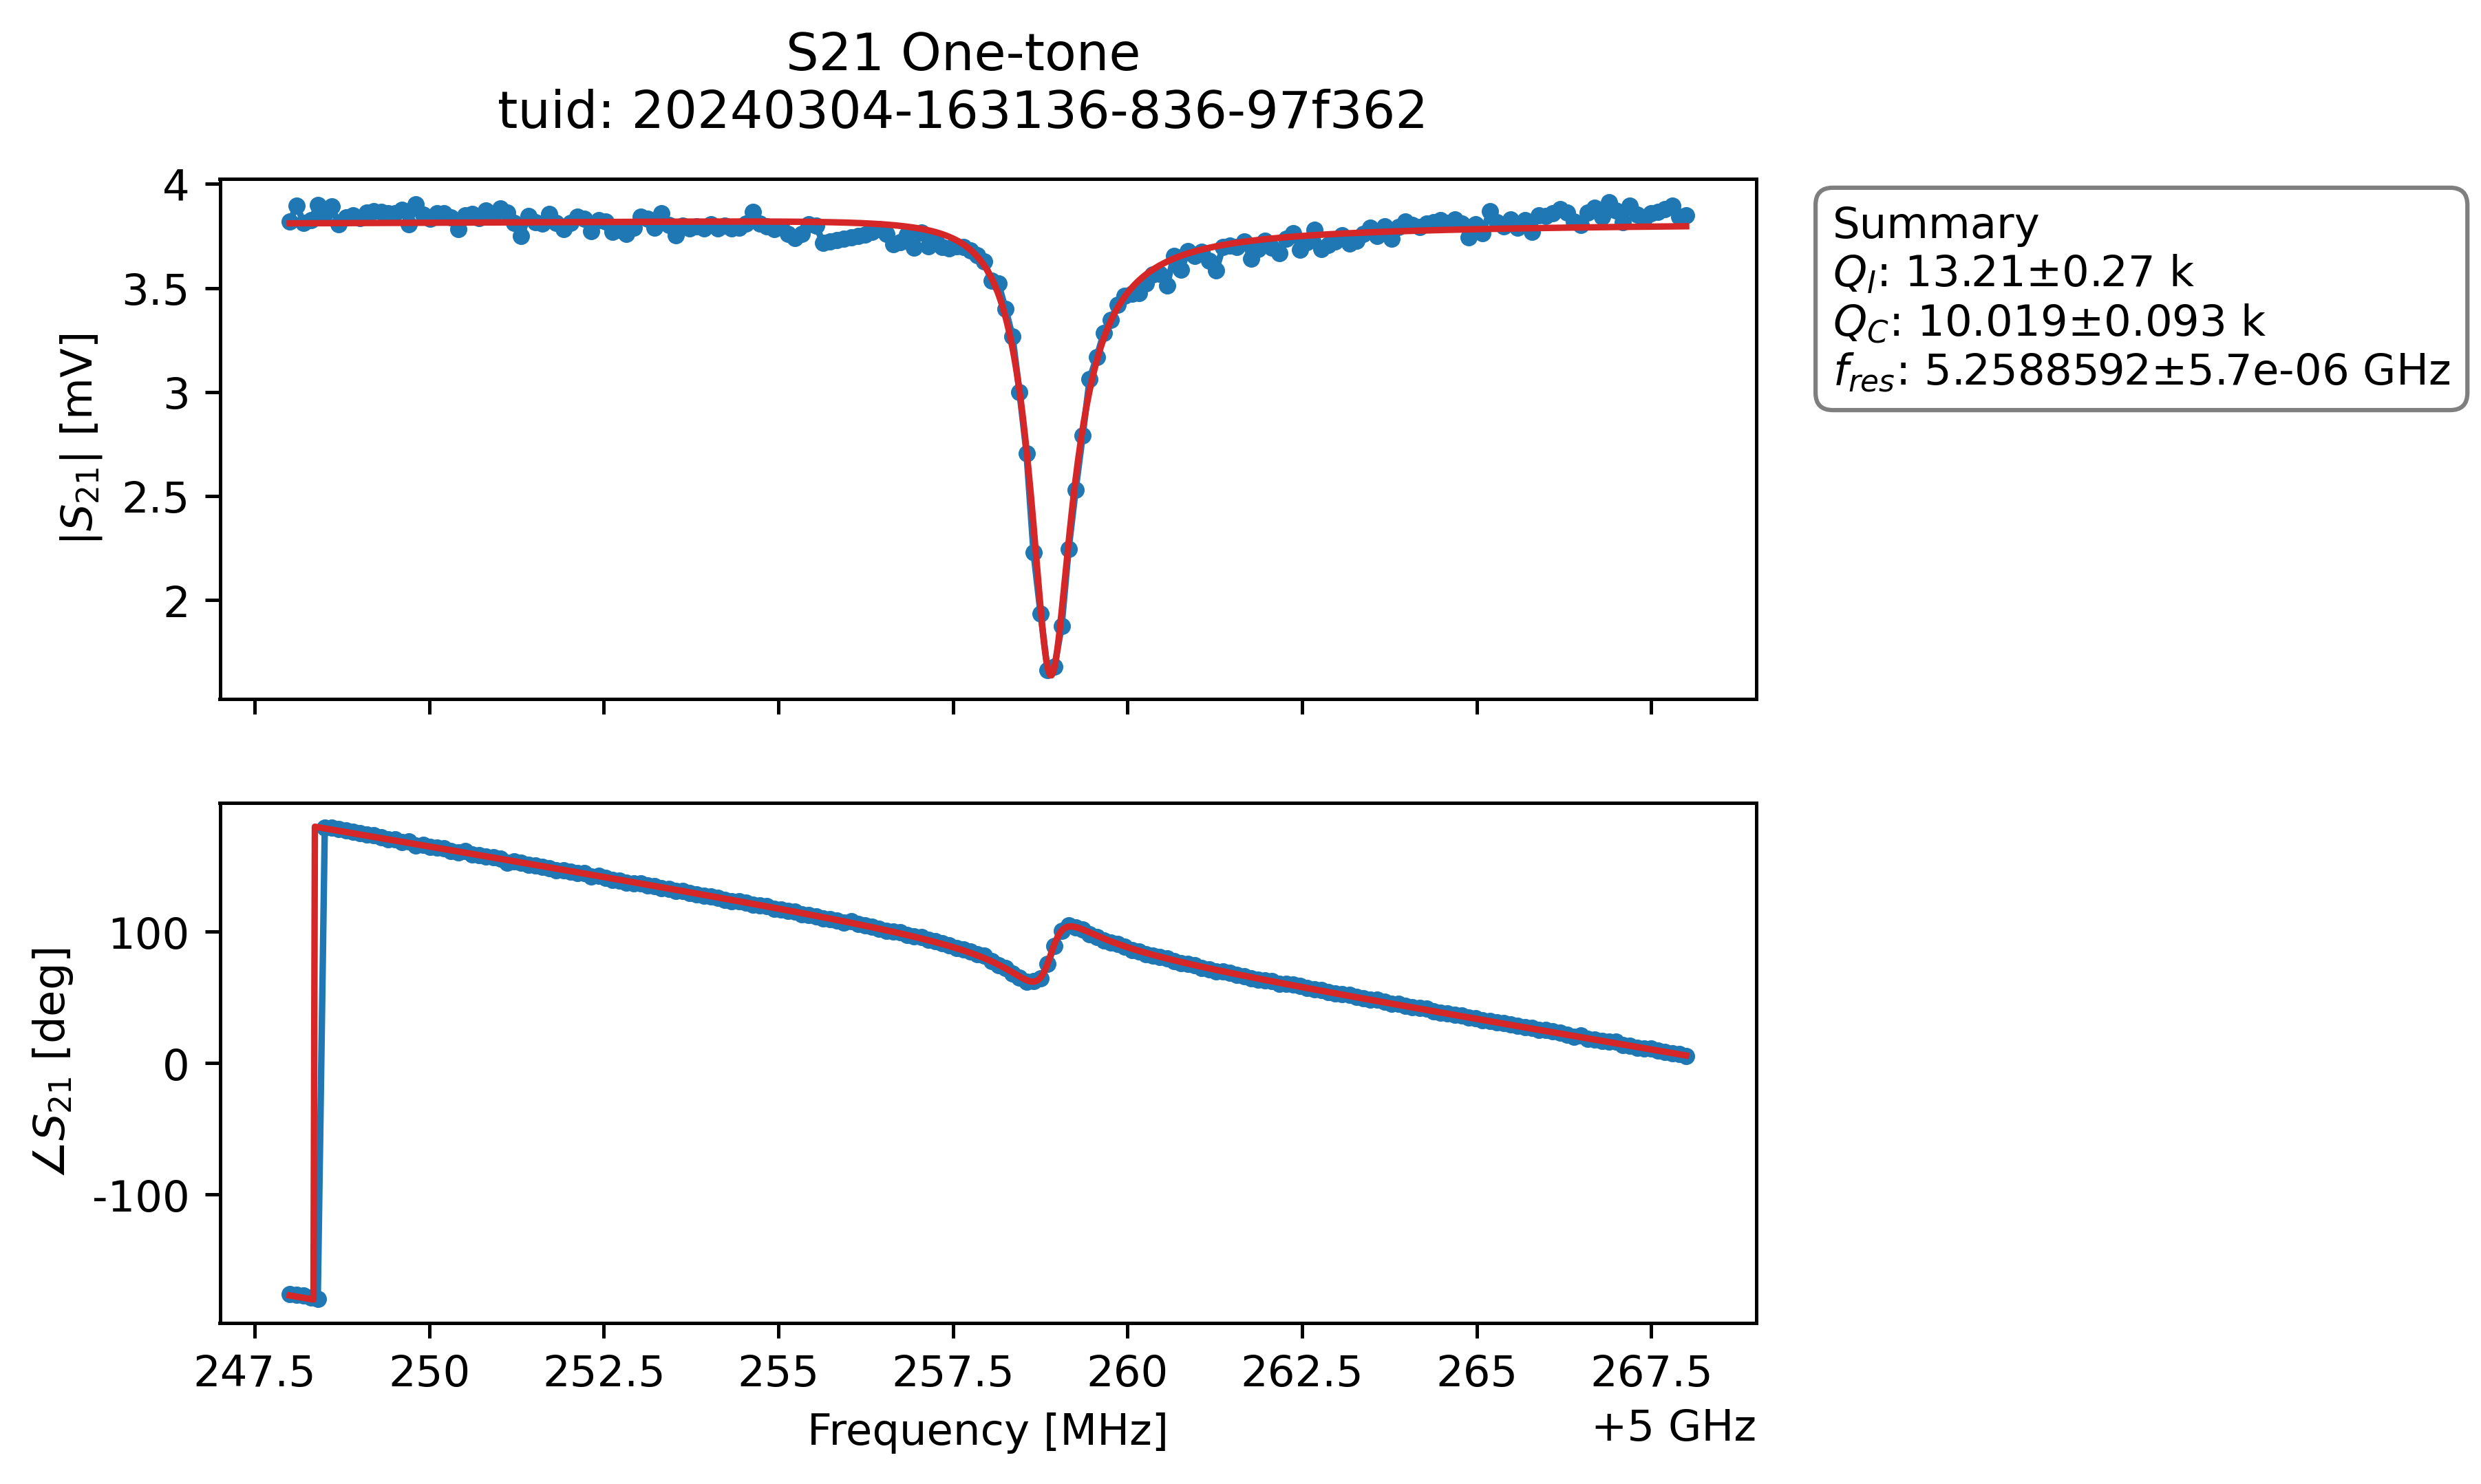 S21 One-tone
tuid: 20240304-163136-836-97f362
4
3.5
3
2.5
2
|S21| [mV]
Summary
QI: 13.21±0.27 k
QC: 10.019±0.093 k
fres: 5.2588592±5.7e-06 GHz
100
0
-100
∠S21 [deg]
247.5 250 252.5 255 257.5 260 262.5 265 267.5
Frequency [MHz]
+5 GHz